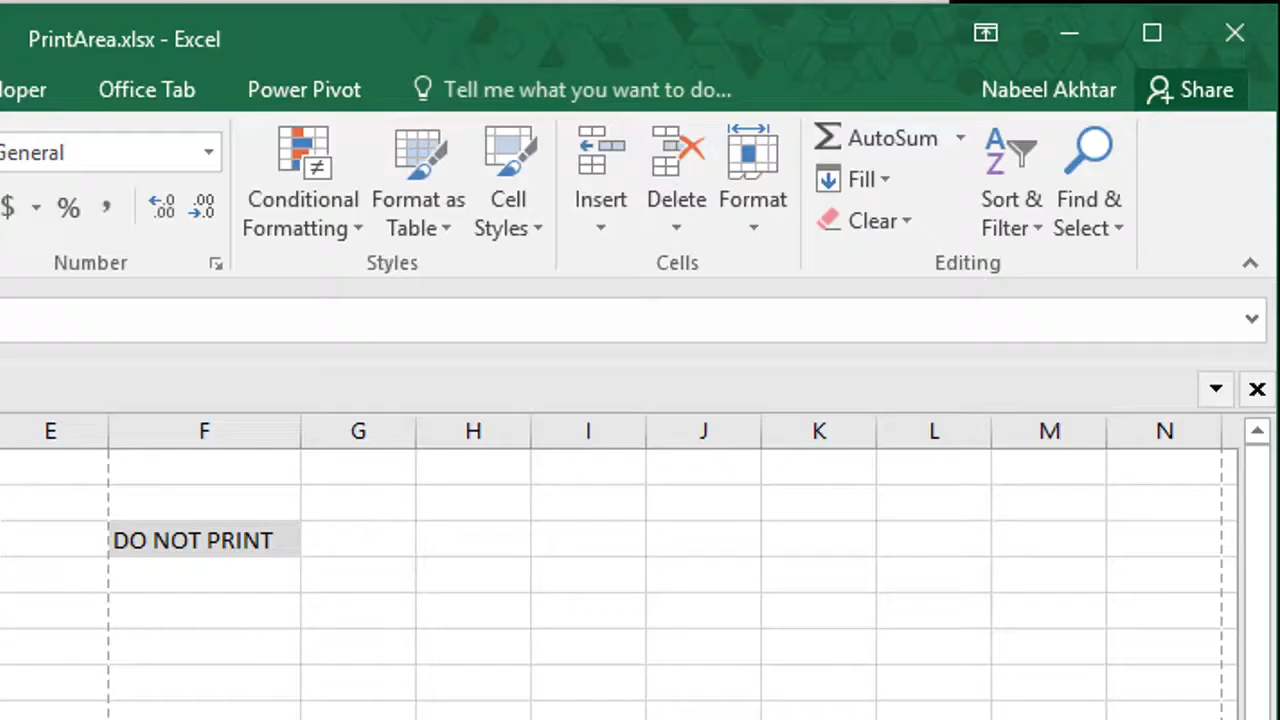 PrintArea.xlsx - Excel
loper Office Tab Power Pivot Tell me what you want to do... Nabeel Akhtar Share
General
$ % , .00 .0 .00
≠
Conditional Formatting
Format as Table
Cell Styles
Insert
Delete
Format
AutoSum
Fill
Clear
A Z
Sort & Filter
Find & Select
Number Styles Cells Editing
E F G H I J K L M N
DO NOT PRINT